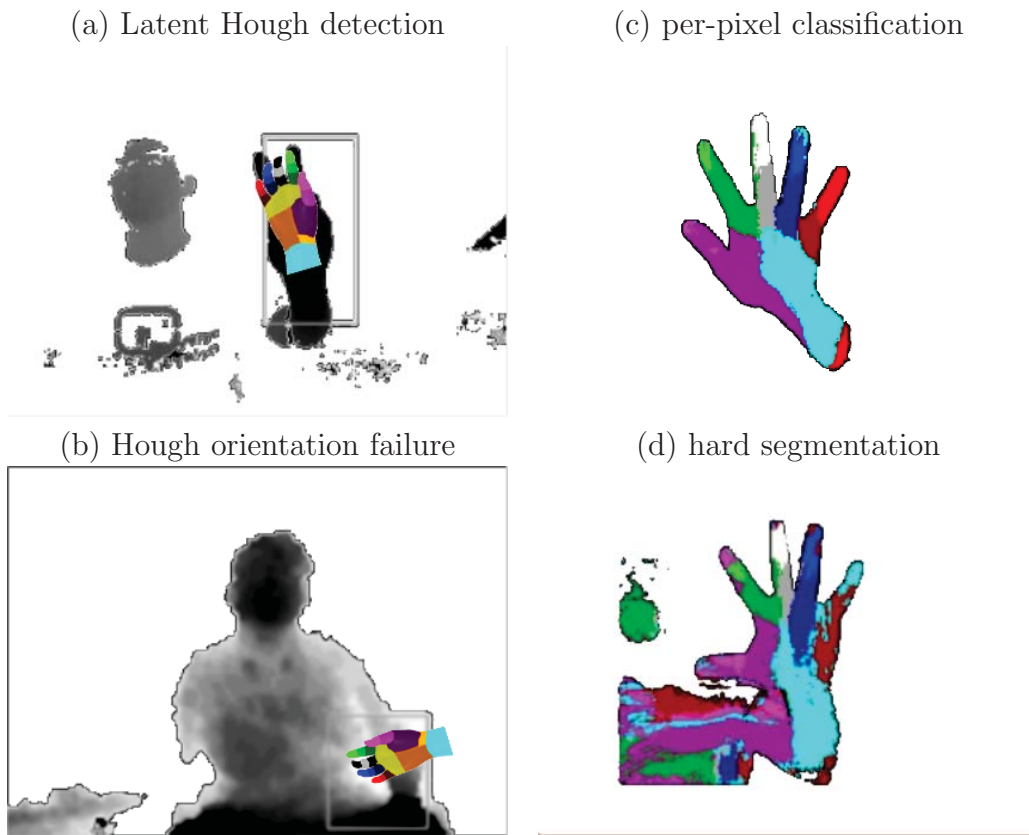 (a) Latent Hough detection
(c) per-pixel classification
(b) Hough orientation failure
(d) hard segmentation